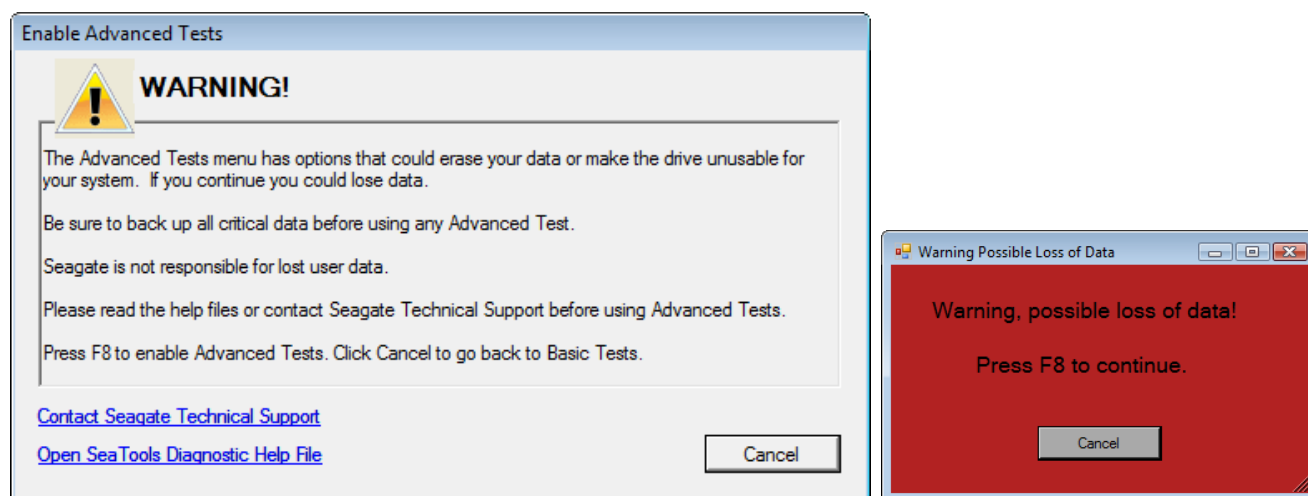 Enable Advanced Tests
WARNING!
The Advanced Tests menu has options that could erase your data or make the drive unusable for
your system.  If you continue you could lose data.
Be sure to back up all critical data before using any Advanced Test.
Seagate is not responsible for lost user data.
Please read the help files or contact Seagate Technical Support before using Advanced Tests.
Press F8 to enable Advanced Tests. Click Cancel to go back to Basic Tests.
Contact Seagate Technical Support
Open SeaTools Diagnostic Help File
Cancel
Warning Possible Loss of Data
Warning, possible loss of data!
Press F8 to continue.
Cancel